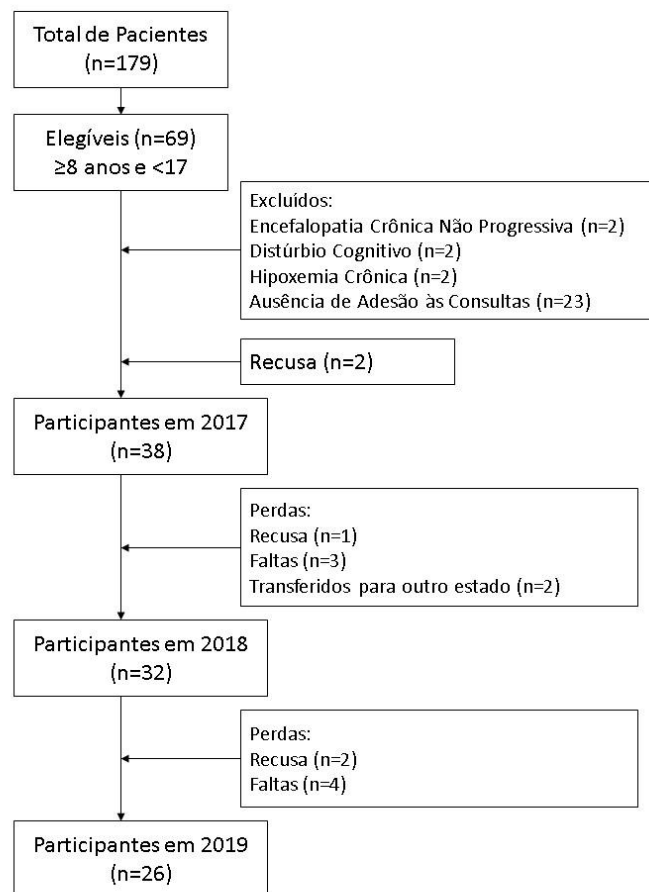 Total de Pacientes
(n=179)
Elegíveis (n=69)
≥8 anos e <17
Excluídos:
Encefalopatia Crônica Não Progressiva (n=2)
Distúrbio Cognitivo (n=2)
Hipoxemia Crônica (n=2)
Ausência de Adesão às Consultas (n=23)
Recusa (n=2)
Participantes em 2017
(n=38)
Perdas:
Recusa (n=1)
Faltas (n=3)
Transferidos para outro estado (n=2)
Participantes em 2018
(n=32)
Perdas:
Recusa (n=2)
Faltas (n=4)
Participantes em 2019
(n=26)